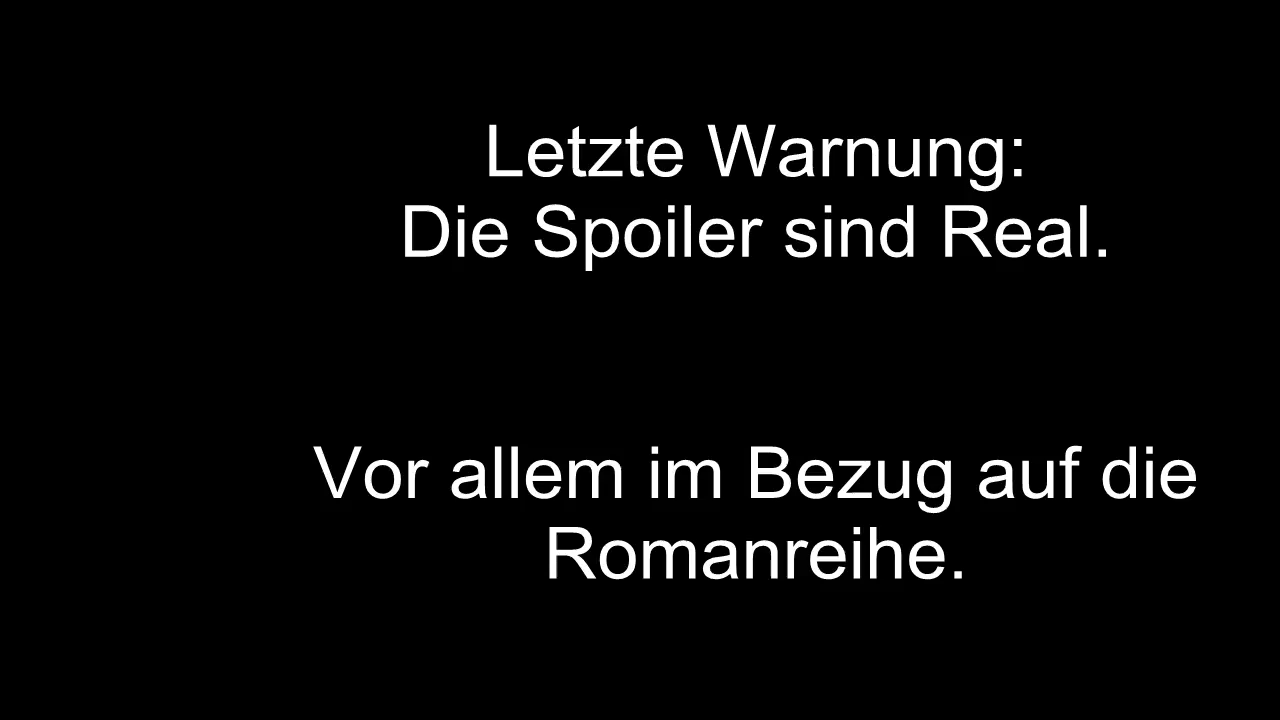 Letzte Warnung:
Die Spoiler sind Real.
Vor allem im Bezug auf die
Romanreihe.